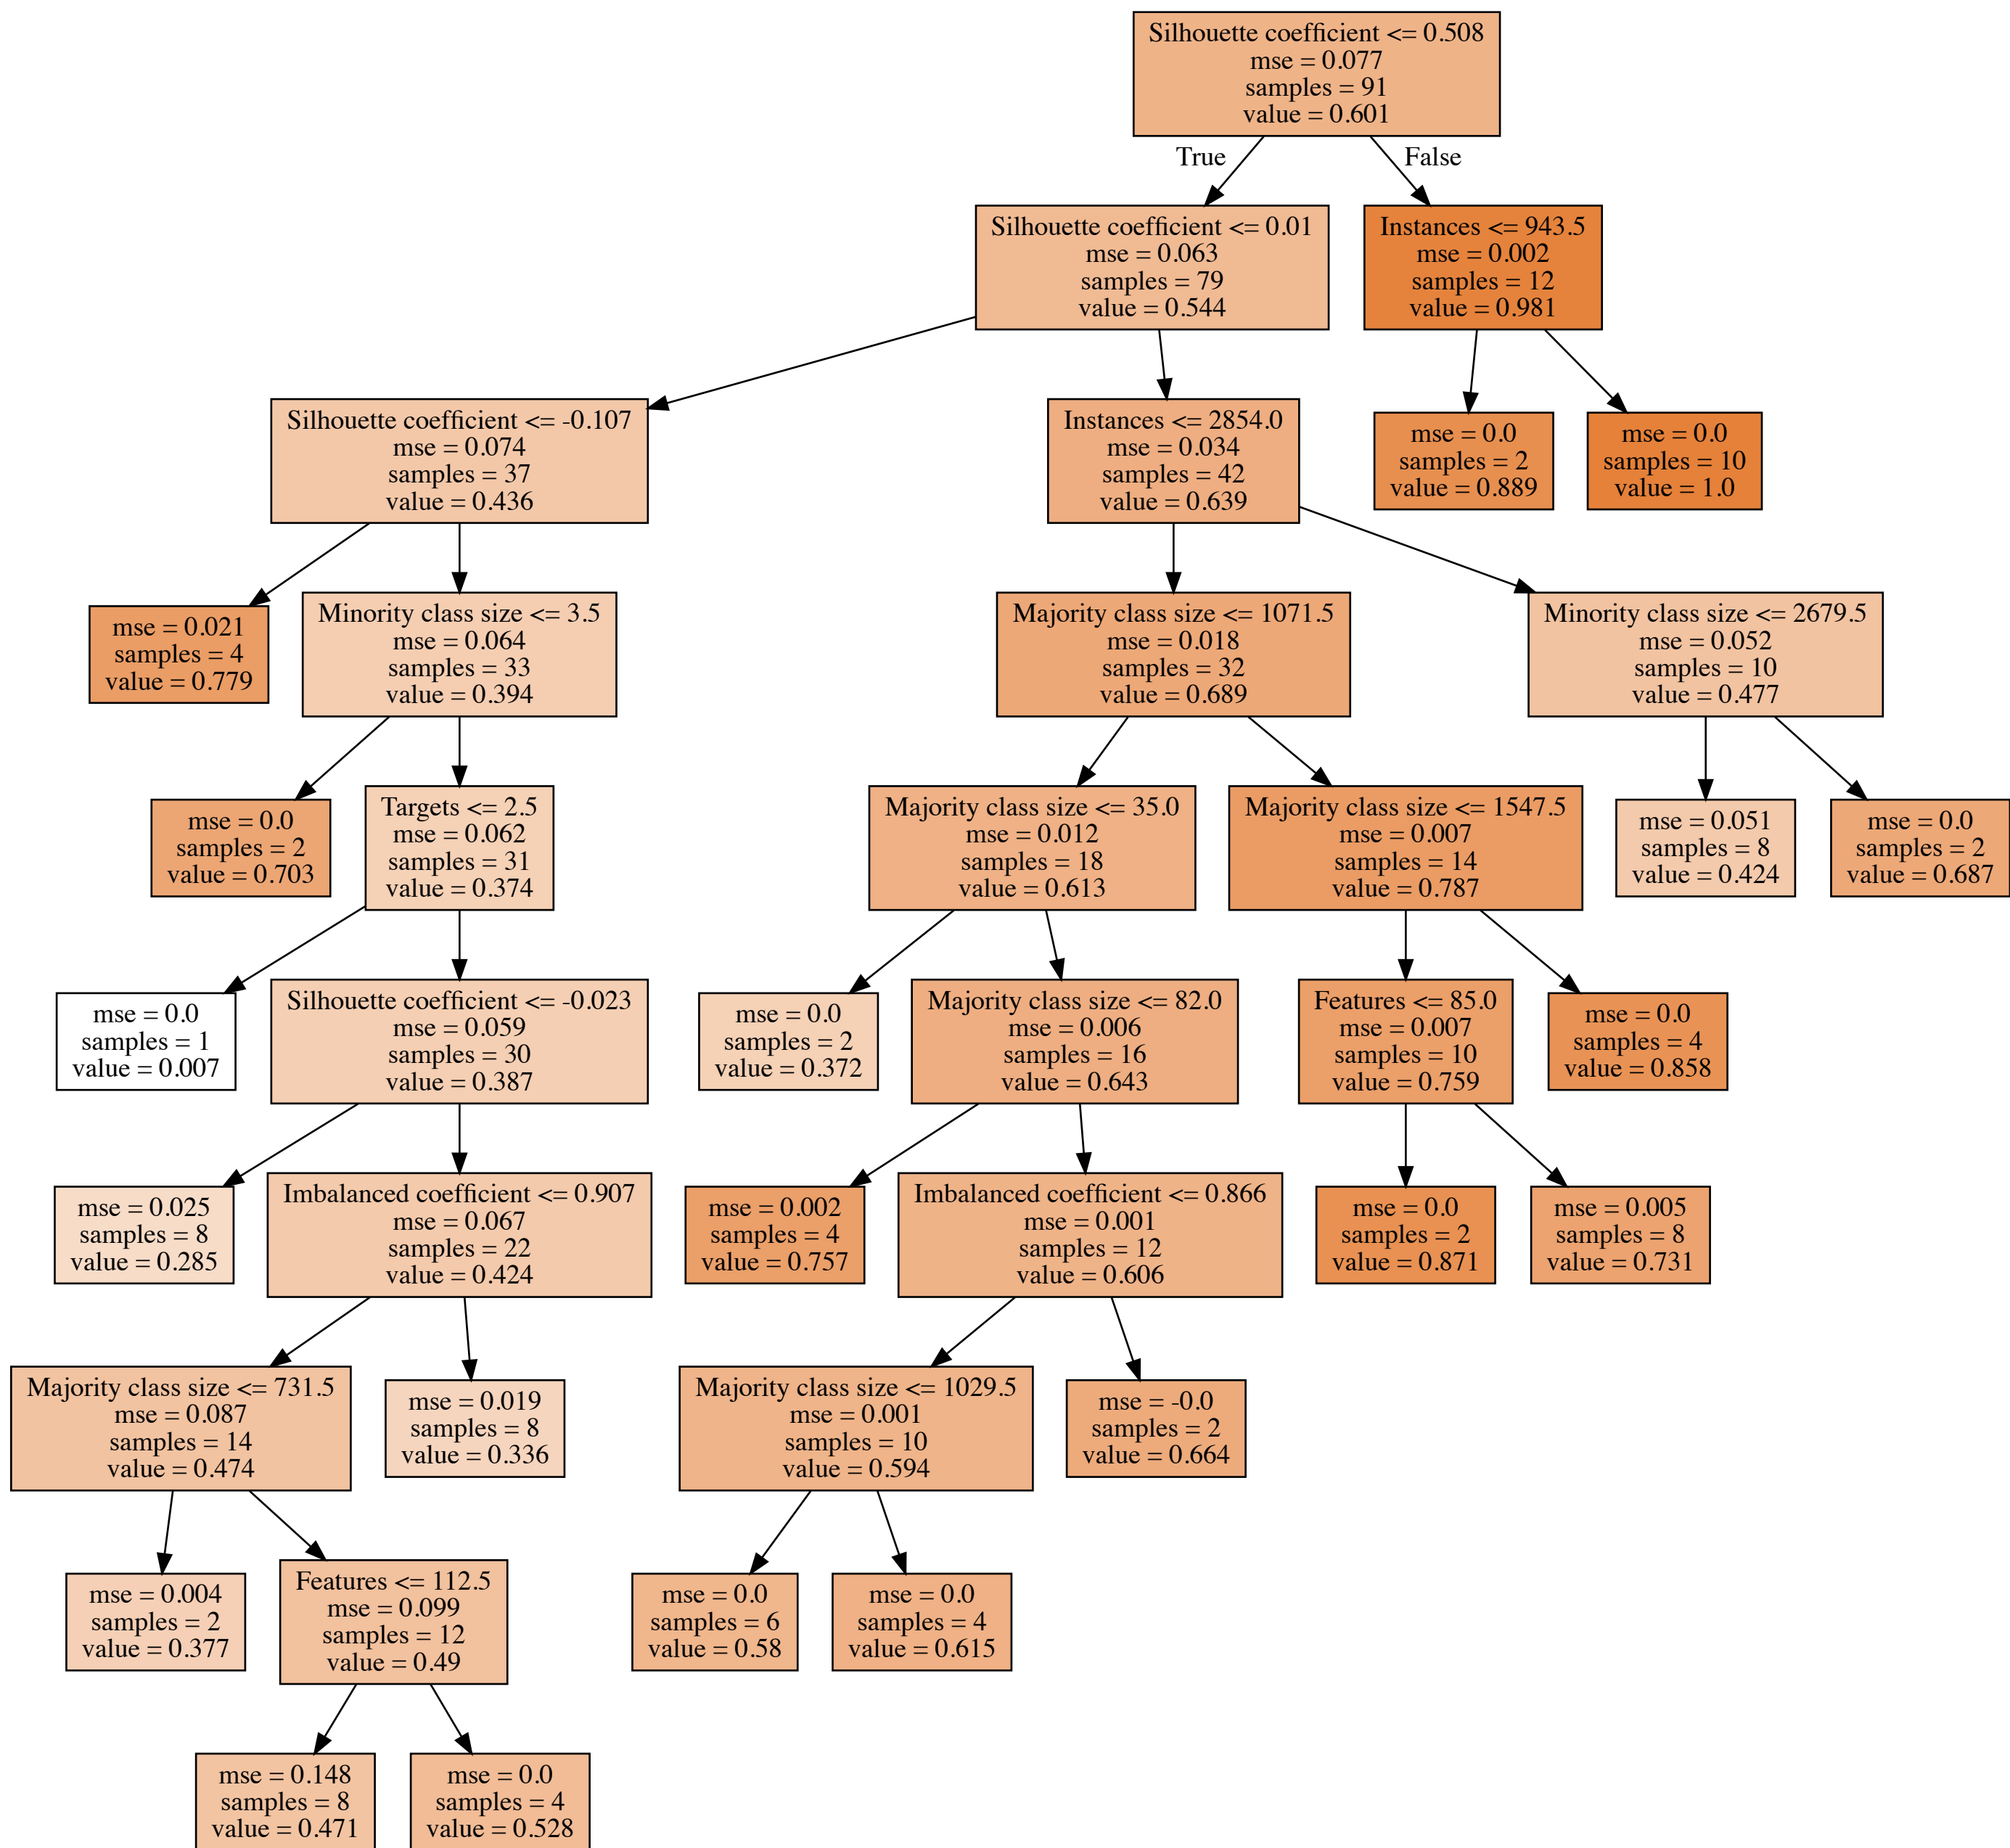 Silhouette coefficient <= 0.508
mse = 0.077
samples = 91
value = 0.601
True
False
Silhouette coefficient <= 0.01
mse = 0.063
samples = 79
value = 0.544
Instances <= 943.5
mse = 0.002
samples = 12
value = 0.981
Silhouette coefficient <= -0.107
mse = 0.074
samples = 37
value = 0.436
Instances <= 2854.0
mse = 0.034
samples = 42
value = 0.639
mse = 0.0
samples = 2
value = 0.889
mse = 0.0
samples = 10
value = 1.0
mse = 0.021
samples = 4
value = 0.779
Minority class size <= 3.5
mse = 0.064
samples = 33
value = 0.394
Majority class size <= 1071.5
mse = 0.018
samples = 32
value = 0.689
Minority class size <= 2679.5
mse = 0.052
samples = 10
value = 0.477
mse = 0.0
samples = 2
value = 0.703
Targets <= 2.5
mse = 0.062
samples = 31
value = 0.374
Majority class size <= 35.0
mse = 0.012
samples = 18
value = 0.613
Majority class size <= 1547.5
mse = 0.007
samples = 14
value = 0.787
mse = 0.051
samples = 8
value = 0.424
mse = 0.0
samples = 2
value = 0.687
mse = 0.0
samples = 1
value = 0.007
Silhouette coefficient <= -0.023
mse = 0.059
samples = 30
value = 0.387
mse = 0.0
samples = 2
value = 0.372
Majority class size <= 82.0
mse = 0.006
samples = 16
value = 0.643
Features <= 85.0
mse = 0.007
samples = 10
value = 0.759
mse = 0.0
samples = 4
value = 0.858
mse = 0.025
samples = 8
value = 0.285
Imbalanced coefficient <= 0.907
mse = 0.067
samples = 22
value = 0.424
mse = 0.002
samples = 4
value = 0.757
Imbalanced coefficient <= 0.866
mse = 0.001
samples = 12
value = 0.606
mse = 0.0
samples = 2
value = 0.871
mse = 0.005
samples = 8
value = 0.731
Majority class size <= 731.5
mse = 0.087
samples = 14
value = 0.474
mse = 0.019
samples = 8
value = 0.336
Majority class size <= 1029.5
mse = 0.001
samples = 10
value = 0.594
mse = -0.0
samples = 2
value = 0.664
mse = 0.004
samples = 2
value = 0.377
Features <= 112.5
mse = 0.099
samples = 12
value = 0.49
mse = 0.0
samples = 6
value = 0.58
mse = 0.0
samples = 4
value = 0.615
mse = 0.148
samples = 8
value = 0.471
mse = 0.0
samples = 4
value = 0.528